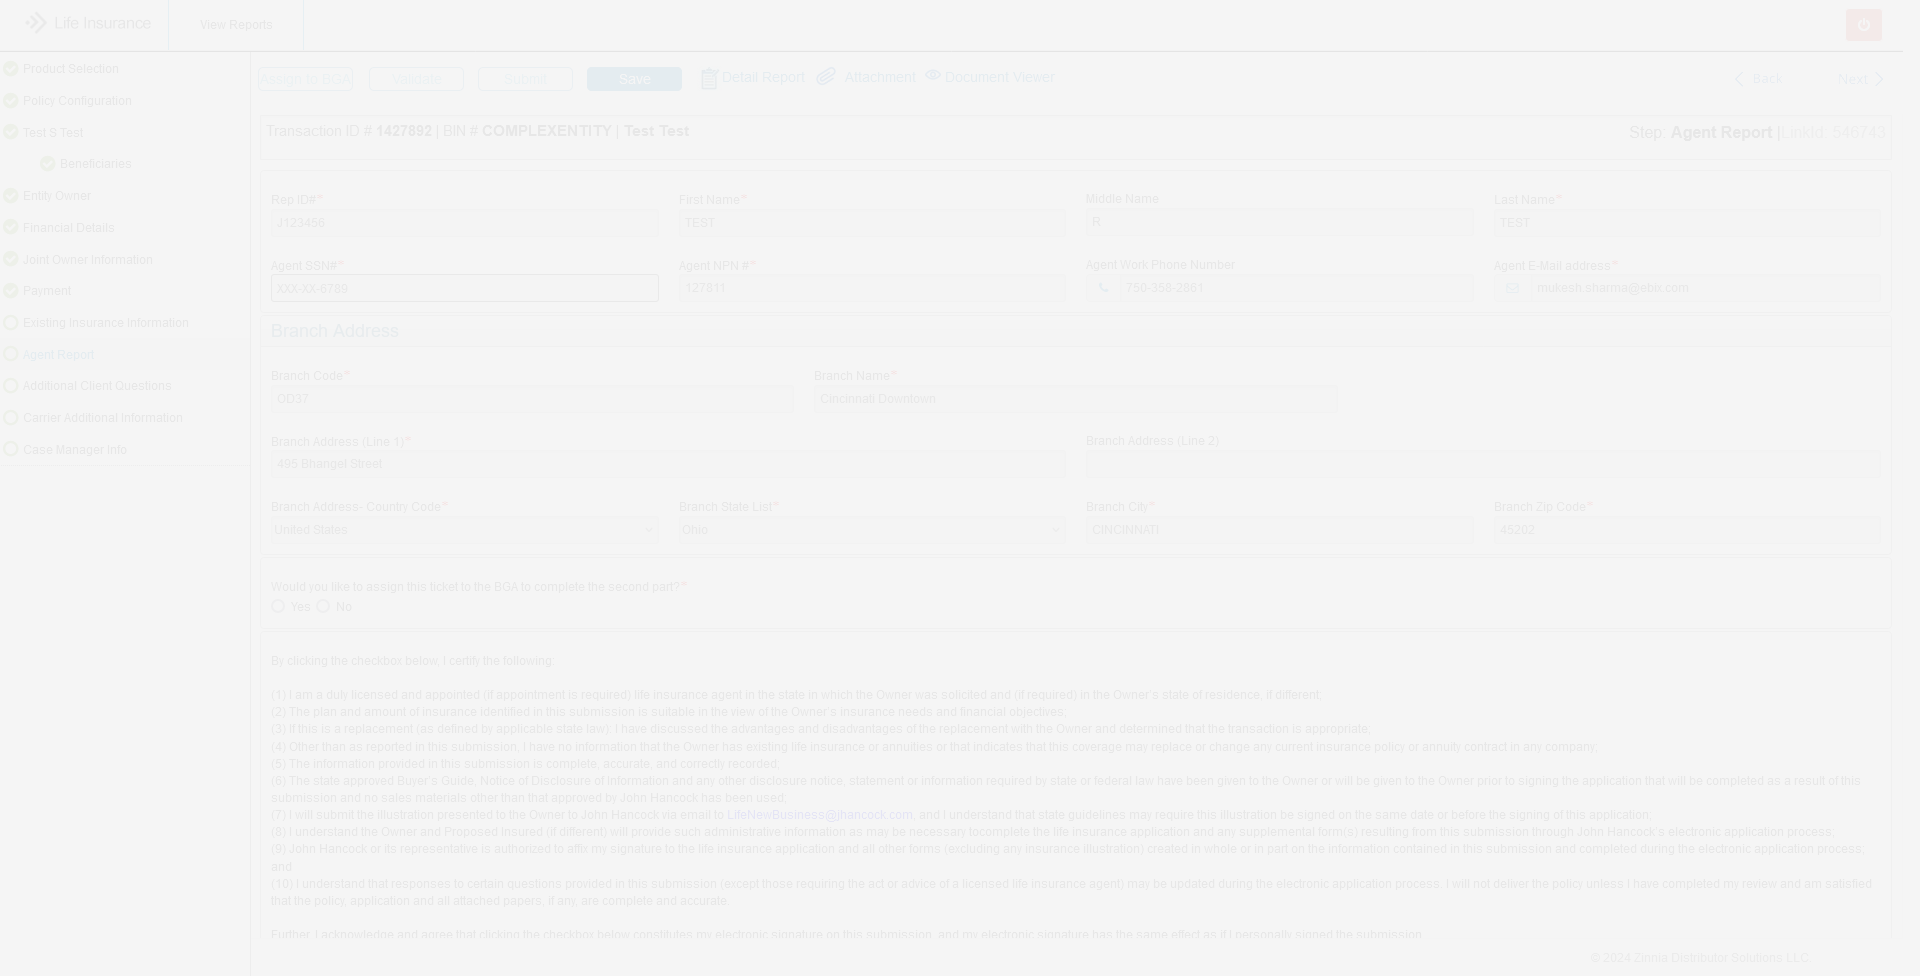 Life Insurance
View Reports
Product Selection
Policy Configuration
Test S Test
Beneficiaries
Entity Owner
Financial Details
Joint Owner Information
Payment
Existing Insurance Information
Agent Report
Additional Client Questions
Carrier Additional Information
Case Manager Info
Assign to BGA Validate Submit Save Detail Report Attachment Document Viewer Back Next
Transaction ID # 1427892 | BIN # COMPLEXENTITY | Test Test Step: Agent Report |LinkId: 546743
Rep ID#* First Name* Middle Name Last Name*
J123456 TEST R TEST
Agent SSN#* Agent NPN #* Agent Work Phone Number Agent E-Mail address*
XXX-XX-6789 127811 756-358-2861 mukesh.sharma@ebix.com
Branch Address
Branch Code* Branch Name*
OD37 Cincinnati Downtown
Branch Address (Line 1)* Branch Address (Line 2)
495 Bhangel Street
Branch Address- Country Code* Branch State List* Branch City* Branch Zip Code*
United States Ohio CINCINNATI 45202
Would you like to assign this ticket to the BGA to complete the second part?*
Yes No
By clicking the checkbox below, I certify the following:
(1) I am a duly licensed and appointed (if appointment is required) life insurance agent in the state in which the Owner was solicited and (if required) in the Owner's state of residence, if different;
(2) The plan and amount of insurance identified in this submission is suitable in the view of the Owner's insurance needs and financial objectives;
(3) If this is a replacement (as defined by applicable state law), I have discussed the advantages and disadvantages of the replacement with the Owner and determined that the transaction is appropriate;
(4) Other than as reported in this submission, I have no information that the Owner has existing life insurance or annuities or that indicates that this coverage may replace or change any current insurance policy or annuity contract in any company;
(5) The information provided in this submission is complete, accurate, and correctly recorded;
(6) The state approved Buyer's Guide, Notice of Disclosure of Information and any other disclosure notice, statement or information required by state or federal law have been given to the Owner or will be given to the Owner prior to signing the application that will be completed as a result of this
submission and no sales materials other than that approved by John Hancock has been used;
(7) I will submit the illustration presented to the Owner to John Hancock via email to LifeNewBusiness@jhancock.com, and I understand that state guidelines may require this illustration be signed on the same date or before the signing of this application;
(8) I understand the Owner and Proposed Insured (if different) will provide such administrative information as may be necessary tocomplete the life insurance application and any supplemental form(s) resulting from this submission through John Hancock's electronic application process;
(9) John Hancock or its representative is authorized to affix my signature to the life insurance application and all other forms (excluding any insurance illustration) created in whole or in part on the information contained in this submission and completed during the electronic application process;
and
(10) I understand that responses to certain questions provided in this submission (except those requiring the act or advice of a licensed life insurance agent) may be updated during the electronic application process. I will not deliver the policy unless I have completed my review and am satisfied
that the policy, application and all attached papers, if any, are complete and accurate.
Further, I acknowledge and agree that clicking the checkbox below constitutes my electronic signature on this submission, and my electronic signature has the same effect as if I personally signed the submission.
© 2024 Zinnia Distributor Solutions LLC